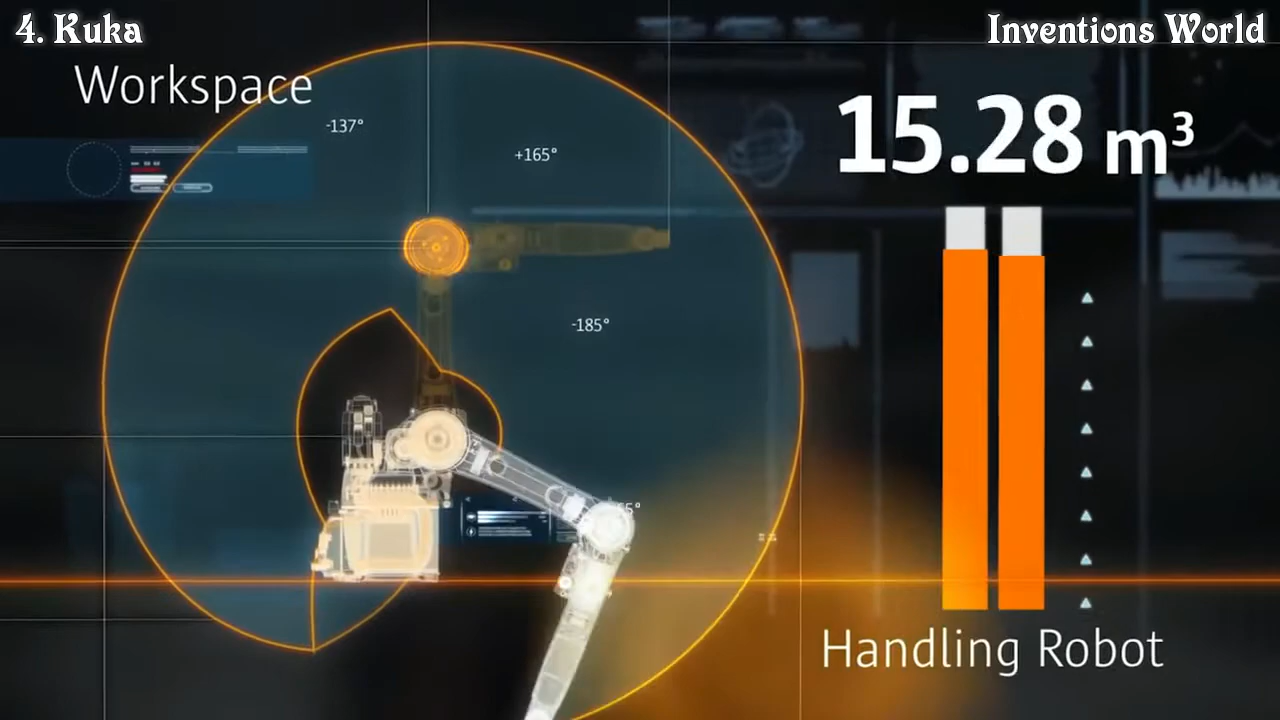 4. Kuka
Inventions World
Workspace
15.28 m³
-137°
+165°
-185°
Handling Robot